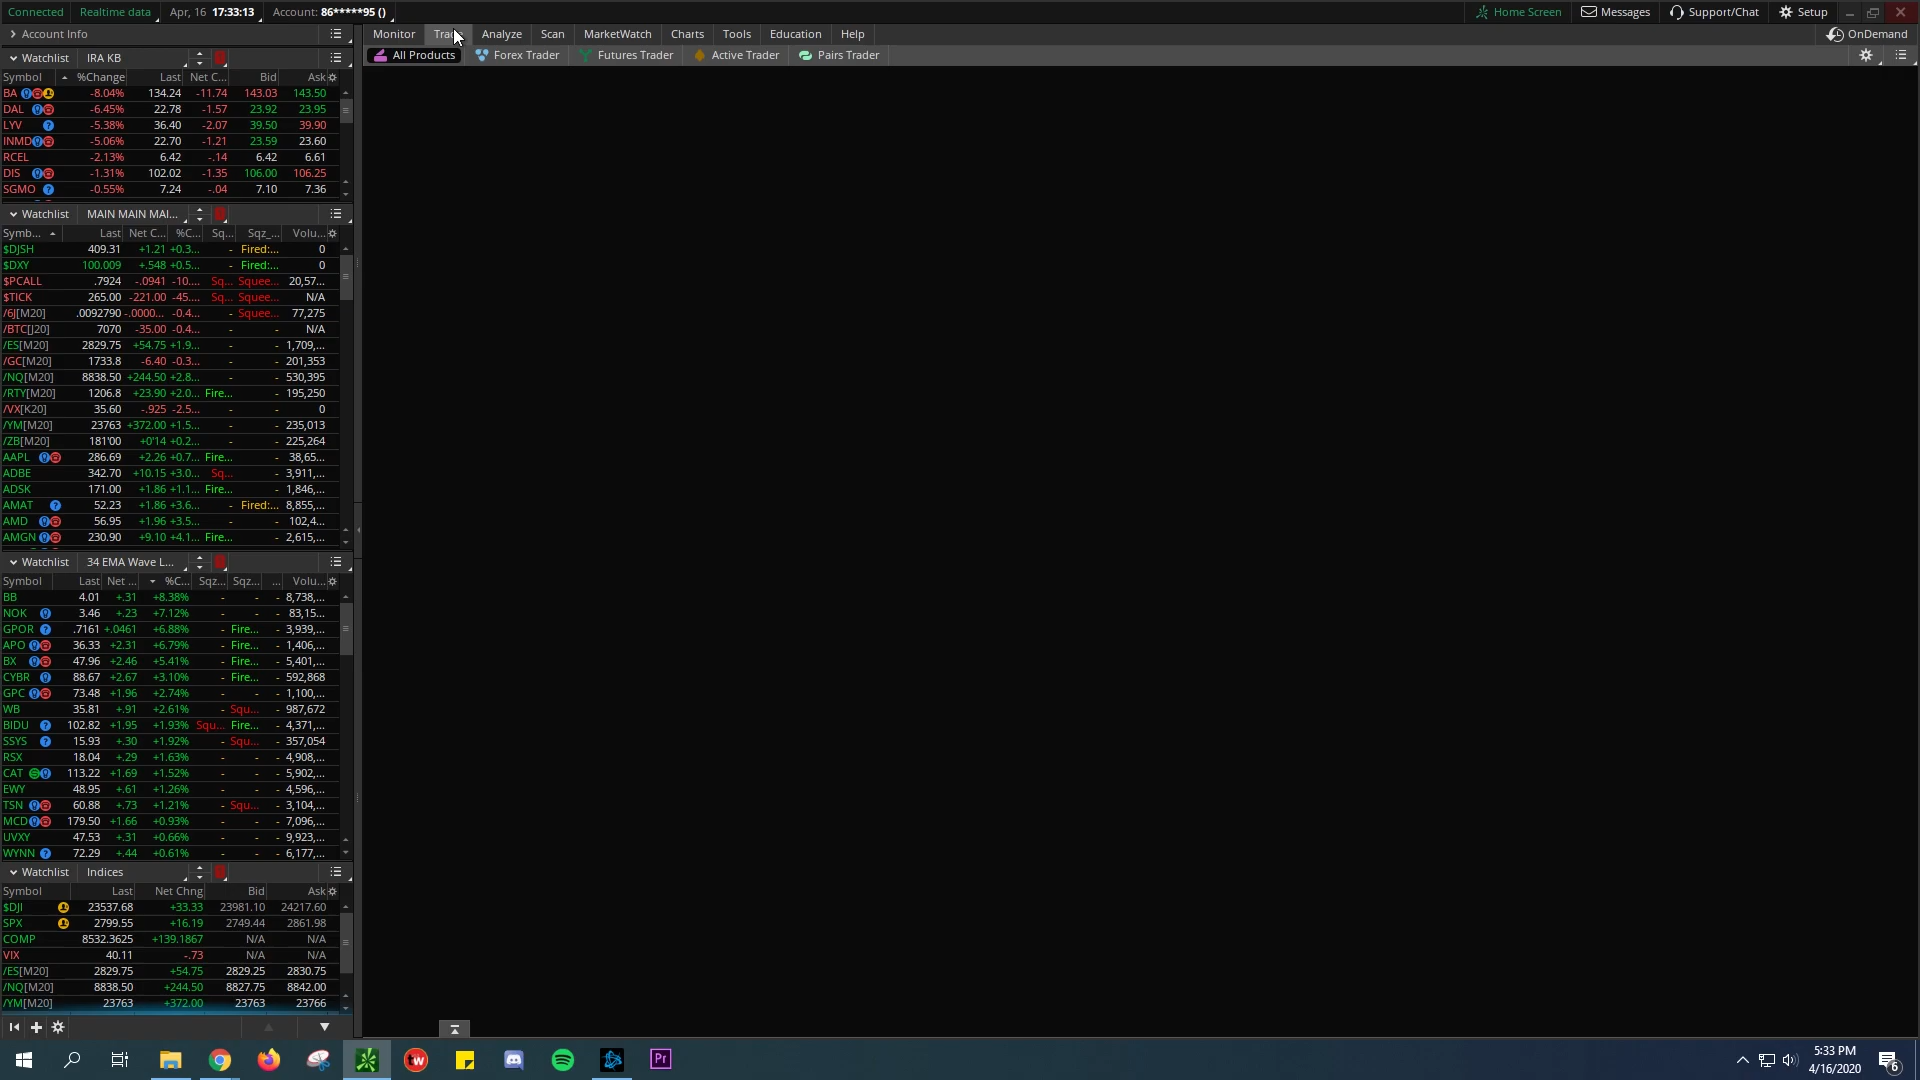 Connected Realtime data Apr, 16 17:33:13 Account: 86*****95 () Home Screen Messages Support/Chat Setup
Account Info
Monitor Trade Analyze Scan MarketWatch Charts Tools Education Help OnDemand
All Products Forex Trader Futures Trader Active Trader Pairs Trader
Watchlist IRA KB
Symbol %Change Last Net C... Bid Ask
BA -8.04% 134.24 -11.74 143.03 143.50
DAL -6.45% 22.78 -1.57 23.92 23.95
LYV -5.38% 36.40 -2.07 39.50 39.90
INMD -5.06% 22.70 -1.21 23.59 23.60
RCEL -2.13% 6.42 -.14 6.42 6.61
DIS -1.31% 102.02 -1.35 106.00 106.25
SGMO -0.55% 7.24 -.04 7.10 7.36
Watchlist MAIN MAIN MAI...
Symb... Last Net C... %C... Sq... Sqz_... Volu...
$DJSH 409.31 +1.21 +0.3... - Fired:... 0
$DXY 100.009 +.548 +0.5... - Fired:... 0
$PCALL .7924 -.0941 -10.... Sq... Squee... 20,57...
$TICK 265.00 -221.00 -45.... Sq... Squee... N/A
/6J[M20] .0092790 -.0000... -0.4... - Squee... 77,275
/BTC[J20] 7070 -35.00 -0.4... - - N/A
/ES[M20] 2829.75 +54.75 +1.9... - - 1,709,...
/GC[M20] 1733.8 -6.40 -0.3... - - 201,353
/NQ[M20] 8838.50 +244.50 +2.8... - - 530,395
/RTY[M20] 1206.8 +23.90 +2.0... Fire... - 195,250
/VX[K20] 35.60 -.925 -2.5... - - 0
/YM[M20] 23763 +372.00 +1.5... - - 235,013
/ZB[M20] 181'00 +0'14 +0.2... - - 225,264
AAPL 286.69 +2.26 +0.7... Fire... - 38,65...
ADBE 342.70 +10.15 +3.0... Sq... - 3,911,...
ADSK 171.00 +1.86 +1.1... Fire... - 1,846,...
AMAT 52.23 +1.86 +3.6... - Fired:... 8,855,...
AMD 56.95 +1.96 +3.5... - - 102,4...
AMGN 230.90 +9.10 +4.1... Fire... - 2,615,...
Watchlist 34 EMA Wave L...
Symbol Last Net ... %C... Sqz... Sqz... ... Volu...
BB 4.01 +.31 +8.38% - - - 8,738,...
NOK 3.46 +.23 +7.12% - - - 83,15...
GPOR .7161 +.0461 +6.88% - Fire... - 3,939,...
APO 36.33 +2.31 +6.79% - Fire... - 1,406,...
BX 47.96 +2.46 +5.41% - Fire... - 5,401,...
CYBR 88.67 +2.67 +3.10% - Fire... - 592,868
GPC 73.48 +1.96 +2.74% - - - 1,100,...
WB 35.81 +.91 +2.61% - Squ... - 987,672
BIDU 102.82 +1.95 +1.93% Squ... Fire... - 4,371,...
SSYS 15.93 +.30 +1.92% - Squ... - 357,054
RSX 18.04 +.29 +1.63% - - - 4,908,...
CAT 113.22 +1.69 +1.52% - - - 5,902,...
EWY 48.95 +.61 +1.26% - - - 4,596,...
TSN 60.88 +.73 +1.21% - Squ... - 3,104,...
MCD 179.50 +1.66 +0.93% - - - 7,096,...
UVXY 47.53 +.31 +0.66% - - - 9,923,...
WYNN 72.29 +.44 +0.61% - - - 6,177,...
Watchlist Indices
Symbol Last Net Chng Bid Ask
$DJI 23537.68 +33.33 23981.10 24217.60
SPX 2799.55 +16.19 2749.44 2861.98
COMP 8532.3625 +139.1867 N/A N/A
VIX 40.11 -.73 N/A N/A
/ES[M20] 2829.75 +54.75 2829.25 2830.75
/NQ[M20] 8838.50 +244.50 8827.75 8842.00
/YM[M20] 23763 +372.00 23763 23766
tw Pr
5:33 PM
4/16/2020
6